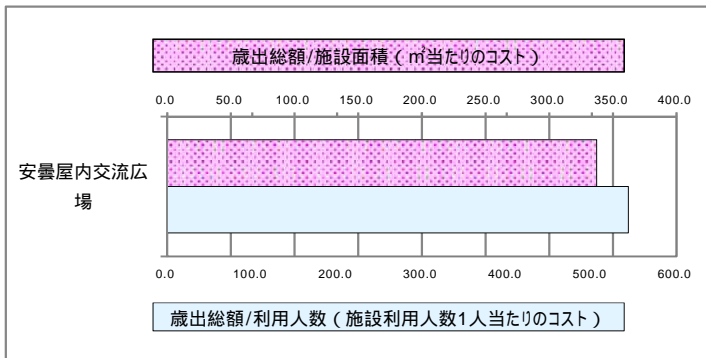 歳出総額/施設面積(㎡当たりのコスト)
0.0 50.0 100.0 150.0 200.0 250.0 300.0 350.0 400.0
安曇屋内交流広
場
0.0 100.0 200.0 300.0 400.0 500.0 600.0
歳出総額/利用人数(施設利用人数1人当たりのコスト)